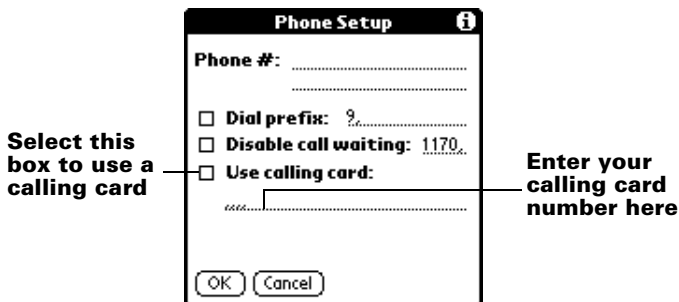 Phone Setup
Phone #:
Dial prefix: 9,
Disable call waiting: 1170,
Use calling card:
,,,,
OK Cancel
Select this
box to use a
calling card
Enter your
calling card
number here